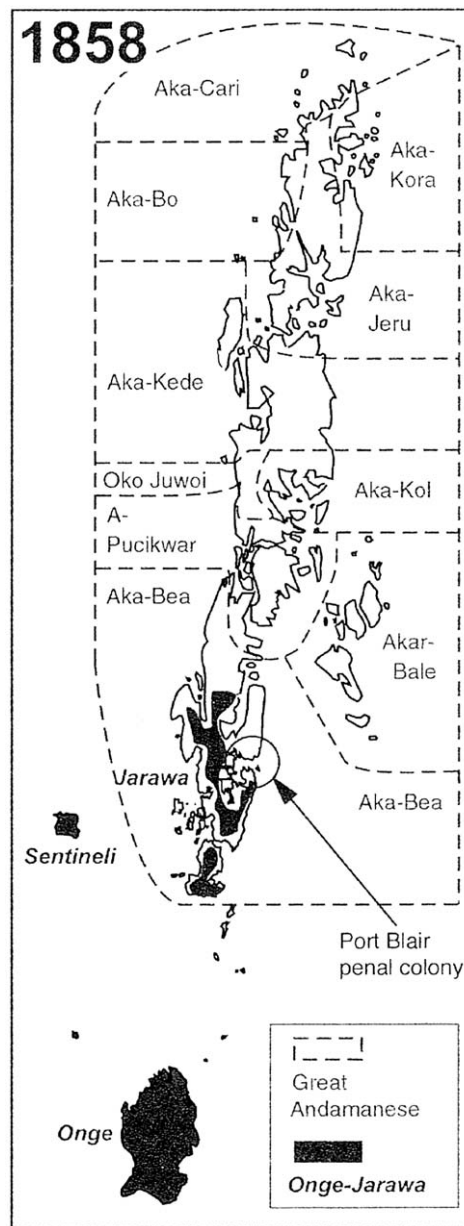 1858
Aka-Cari
Aka-
Kora
Aka-Bo
Aka-
Jeru
Aka-Kede
Oko Juwoi
Aka-Kol
A-
Pucikwar
Aka-Bea
Akar-
Bale
Jarawa
Aka-Bea
Sentineli
Port Blair
penal colony
Great
Andamanese
Onge
Onge-Jarawa